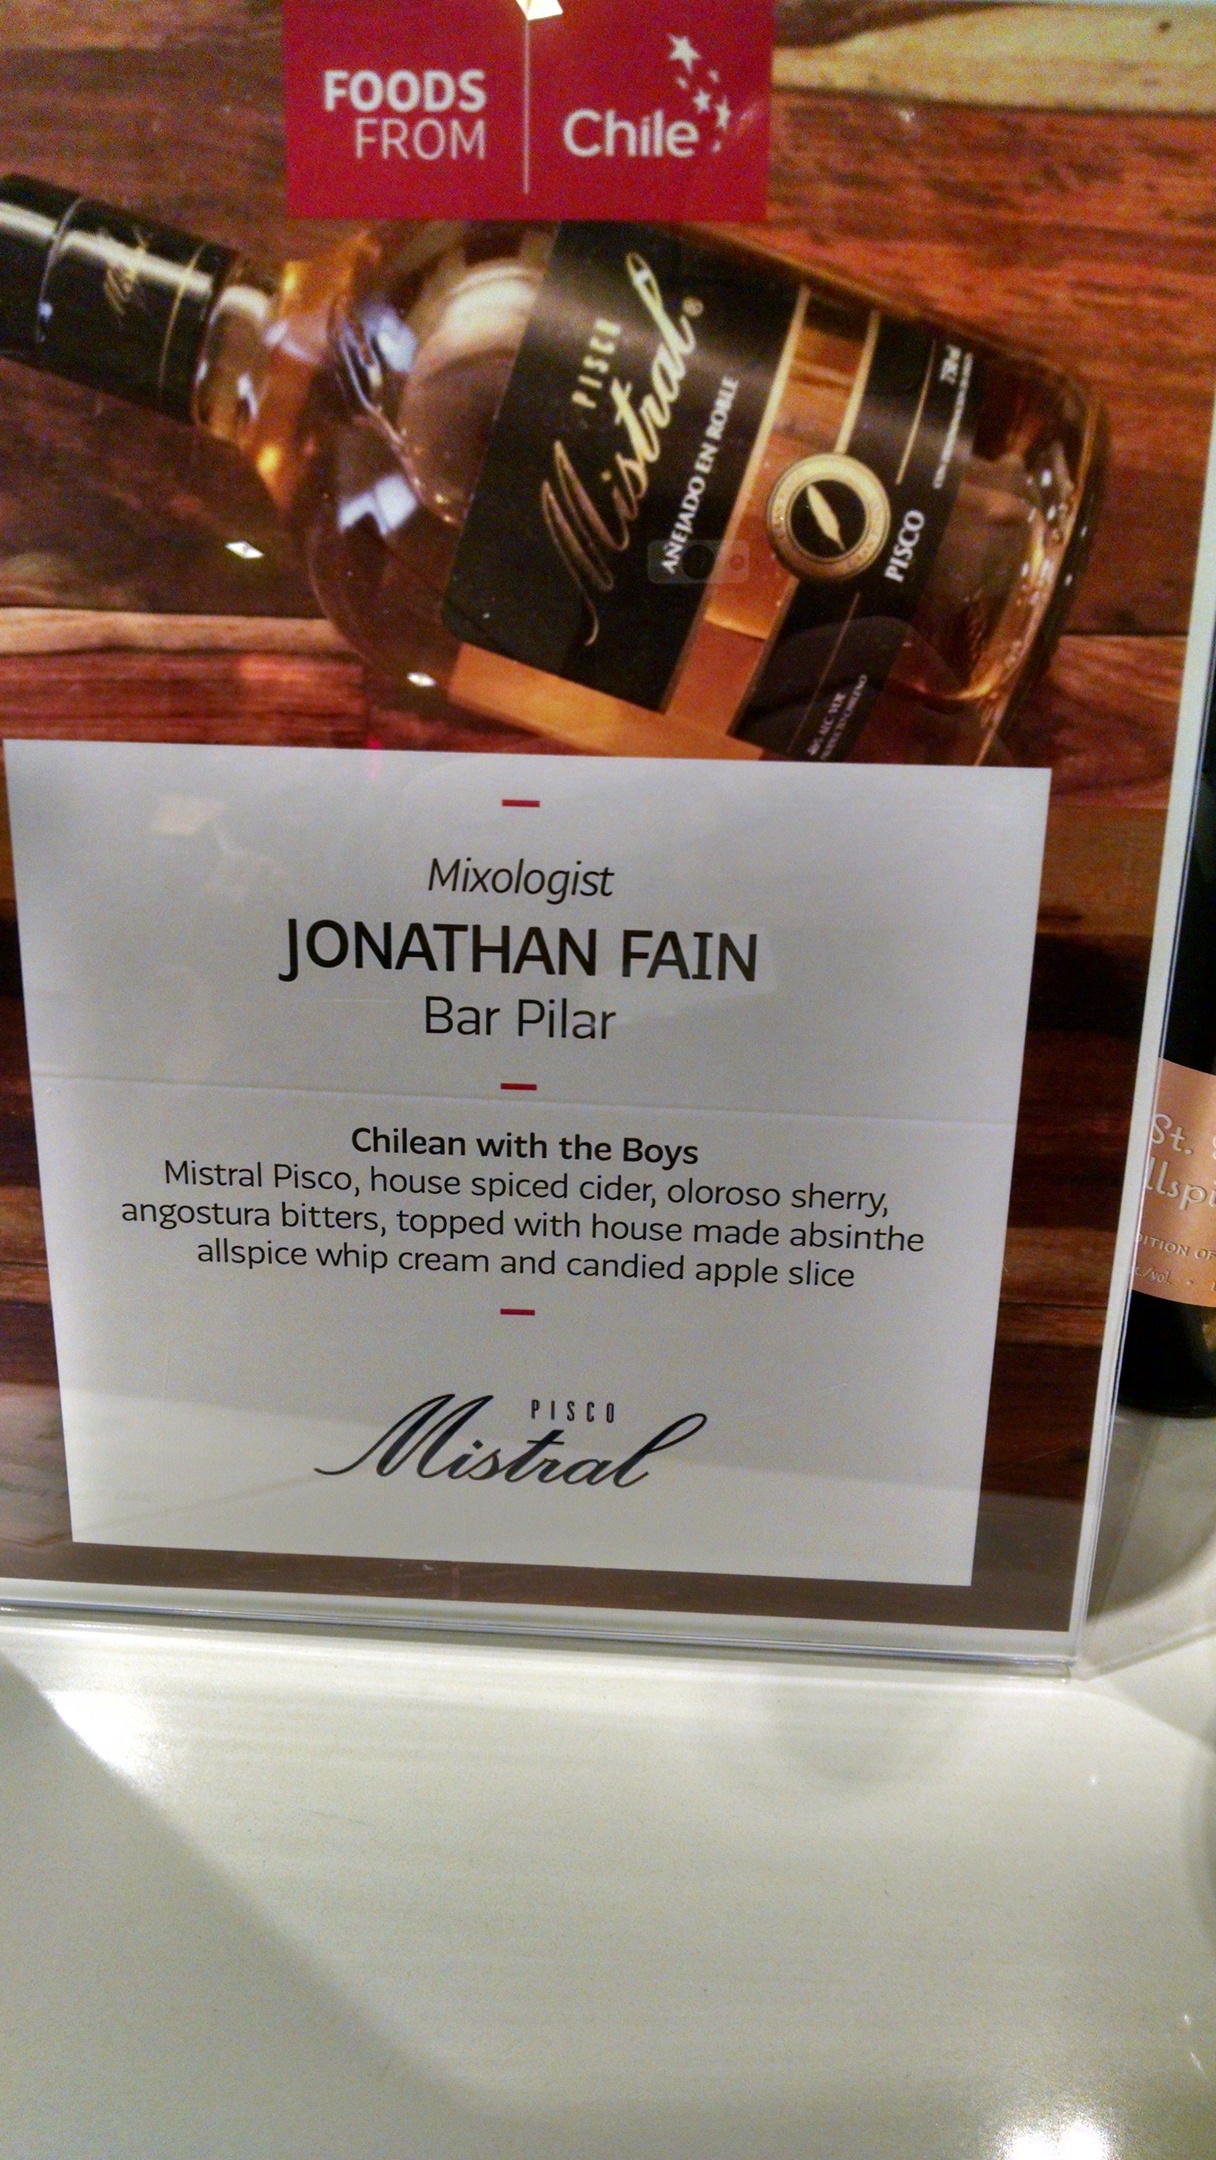 FOODS
FROM
Chile
PISCO
Mistral®
AÑEJADO EN ROBLE
PISCO
Mixologist
JONATHAN FAIN
Bar Pilar
Chilean with the Boys
Mistral Pisco, house spiced cider, oloroso sherry,
angostura bitters, topped with house made absinthe
allspice whip cream and candied apple slice
PISCO
Mistral
St.